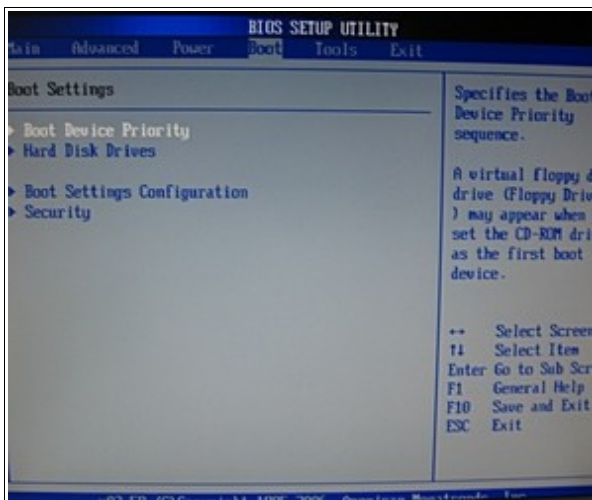 BIOS SETUP UTILITY
Main Advanced Power Boot Tools Exit
Boot Settings
Boot Device Priority
Hard Disk Drives
Boot Settings Configuration
Security
Specifies the Boot
Device Priority
sequence.
A virtual floppy d
drive (Floppy Driv
) may appear when
set the CD-ROM dri
as the first boot
device.
↔ Select Screen
↑↓ Select Item
Enter Go to Sub Scr
F1 General Help
F10 Save and Exit
ESC Exit